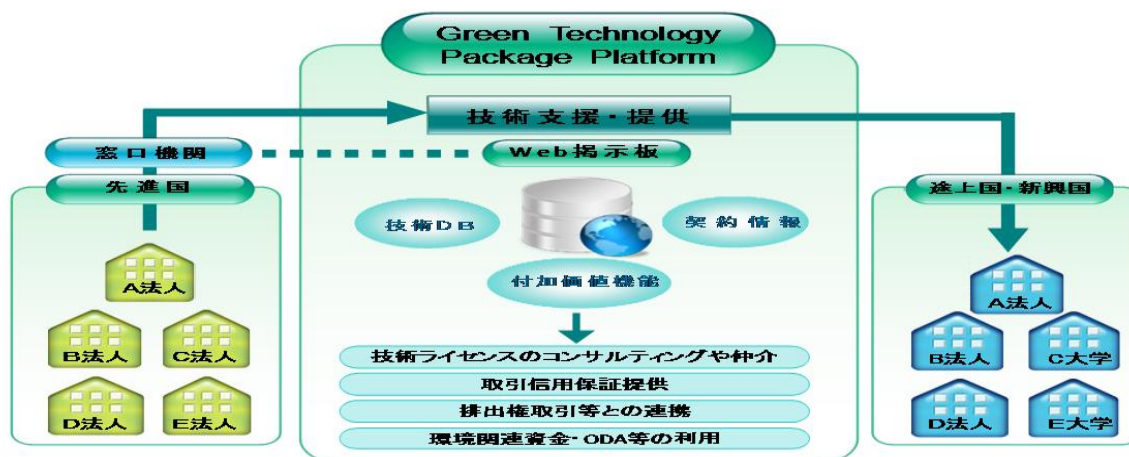 Green Technology
Package Platform
技術支援・提供
窓口機関
Web掲示板
先進国
途上国・新興国
技術DB
契約情報
付加価値機能
A法人
B法人
C法人
D法人
E法人
技術ライセンスのコンサルティングや仲介
取引信用保証提供
排出権取引等との連携
環境関連資金・ODA等の利用
A法人
B法人
C大学
D法人
E大学